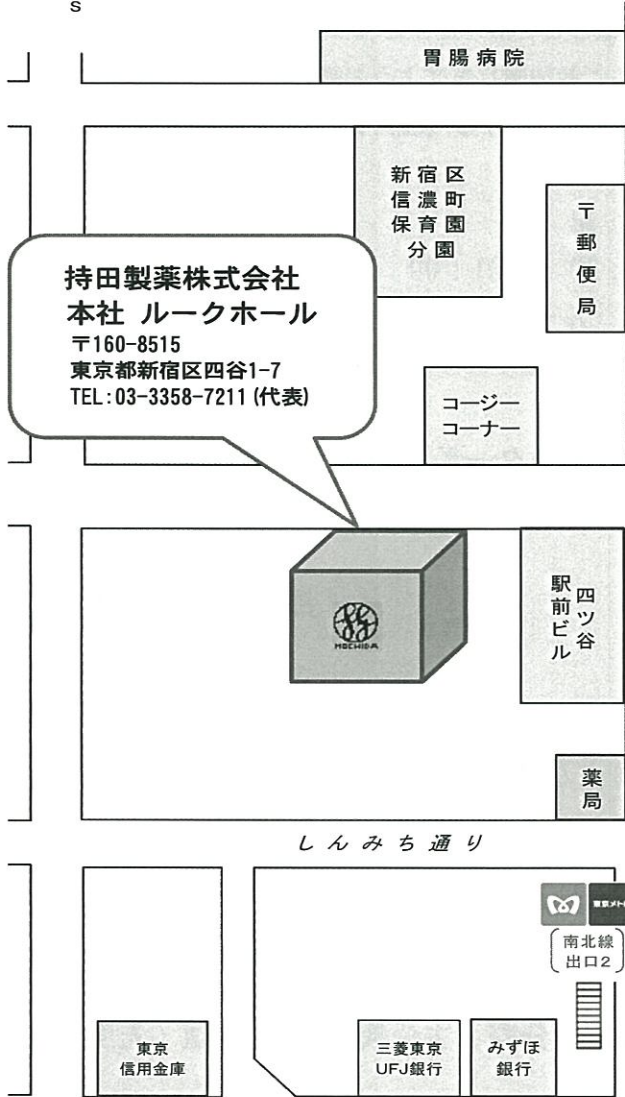 s
胃腸病院
新宿区
信濃町
保育園
分園
〒郵便局
持田製薬株式会社
本社 ルークホール
〒160-8515
東京都新宿区四谷1-7
TEL:03-3358-7211(代表)
コージー
コーナー
四ツ谷
駅前ビル
MOCHIDA
薬局
しんみち通り
南北線
出口2
東京
信用金庫
三菱東京
UFJ銀行
みずほ
銀行